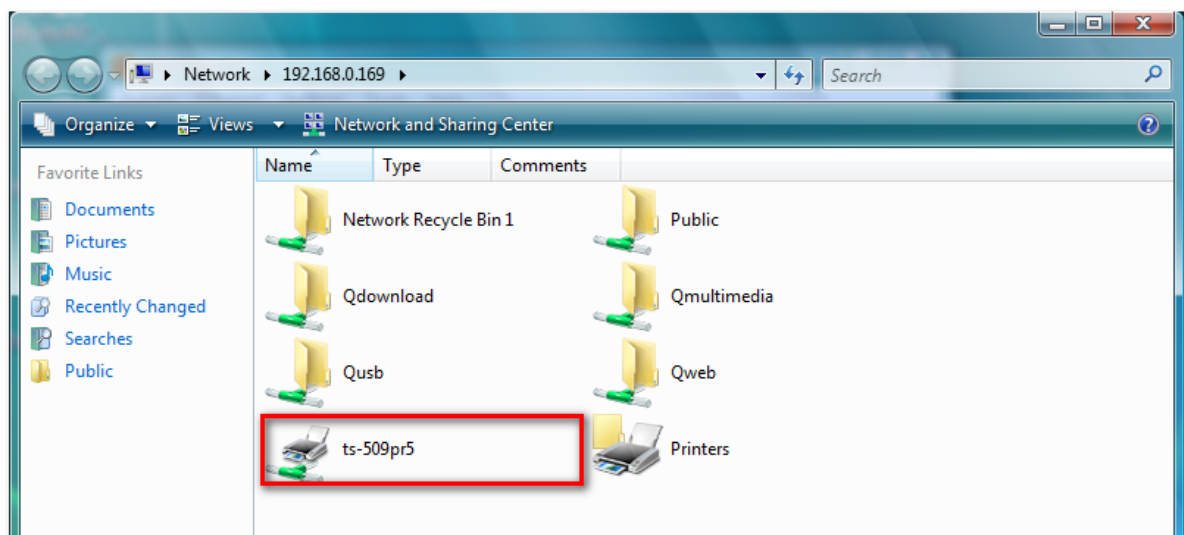 Network 192.168.0.169
Search
Organize Views Network and Sharing Center
Favorite Links
Documents
Pictures
Music
Recently Changed
Searches
Public
Name Type Comments
Network Recycle Bin 1 Public
Qdownload Qmultimedia
Qusb Qweb
ts-509pr5 Printers